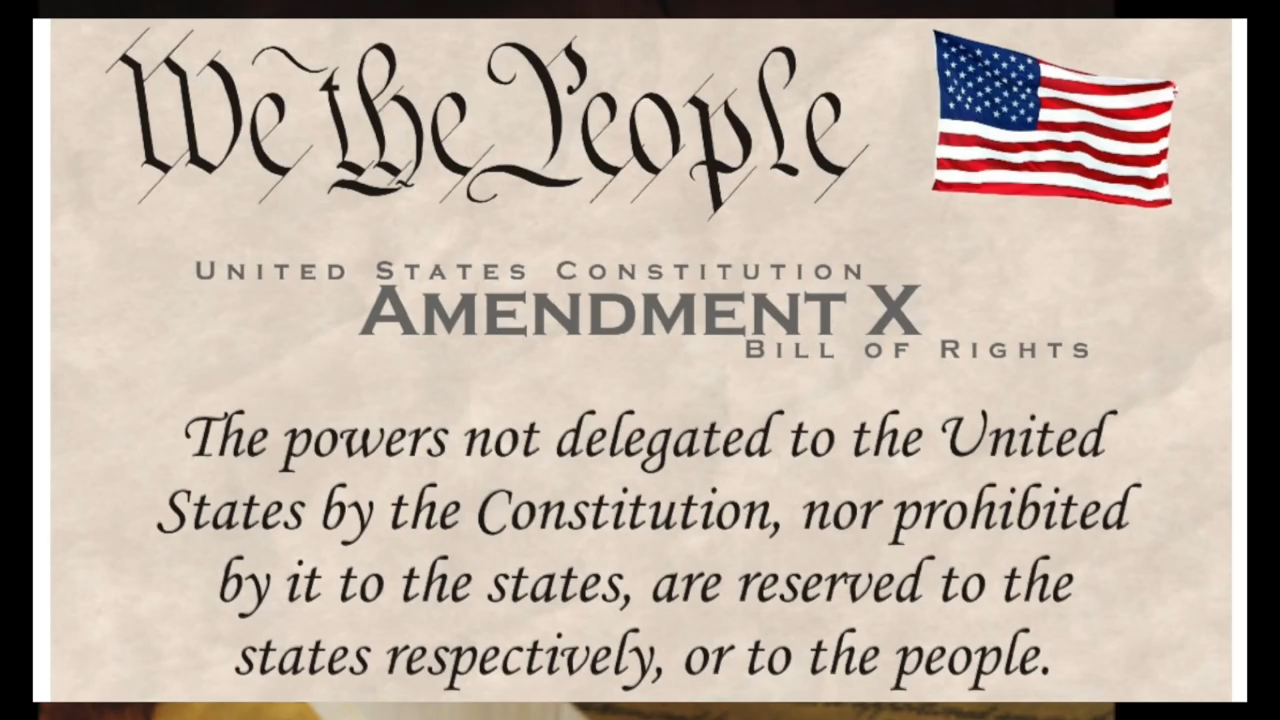 We the People
United States Constitution
Amendment X
Bill of Rights
The powers not delegated to the United
States by the Constitution, nor prohibited
by it to the states, are reserved to the
states respectively, or to the people.